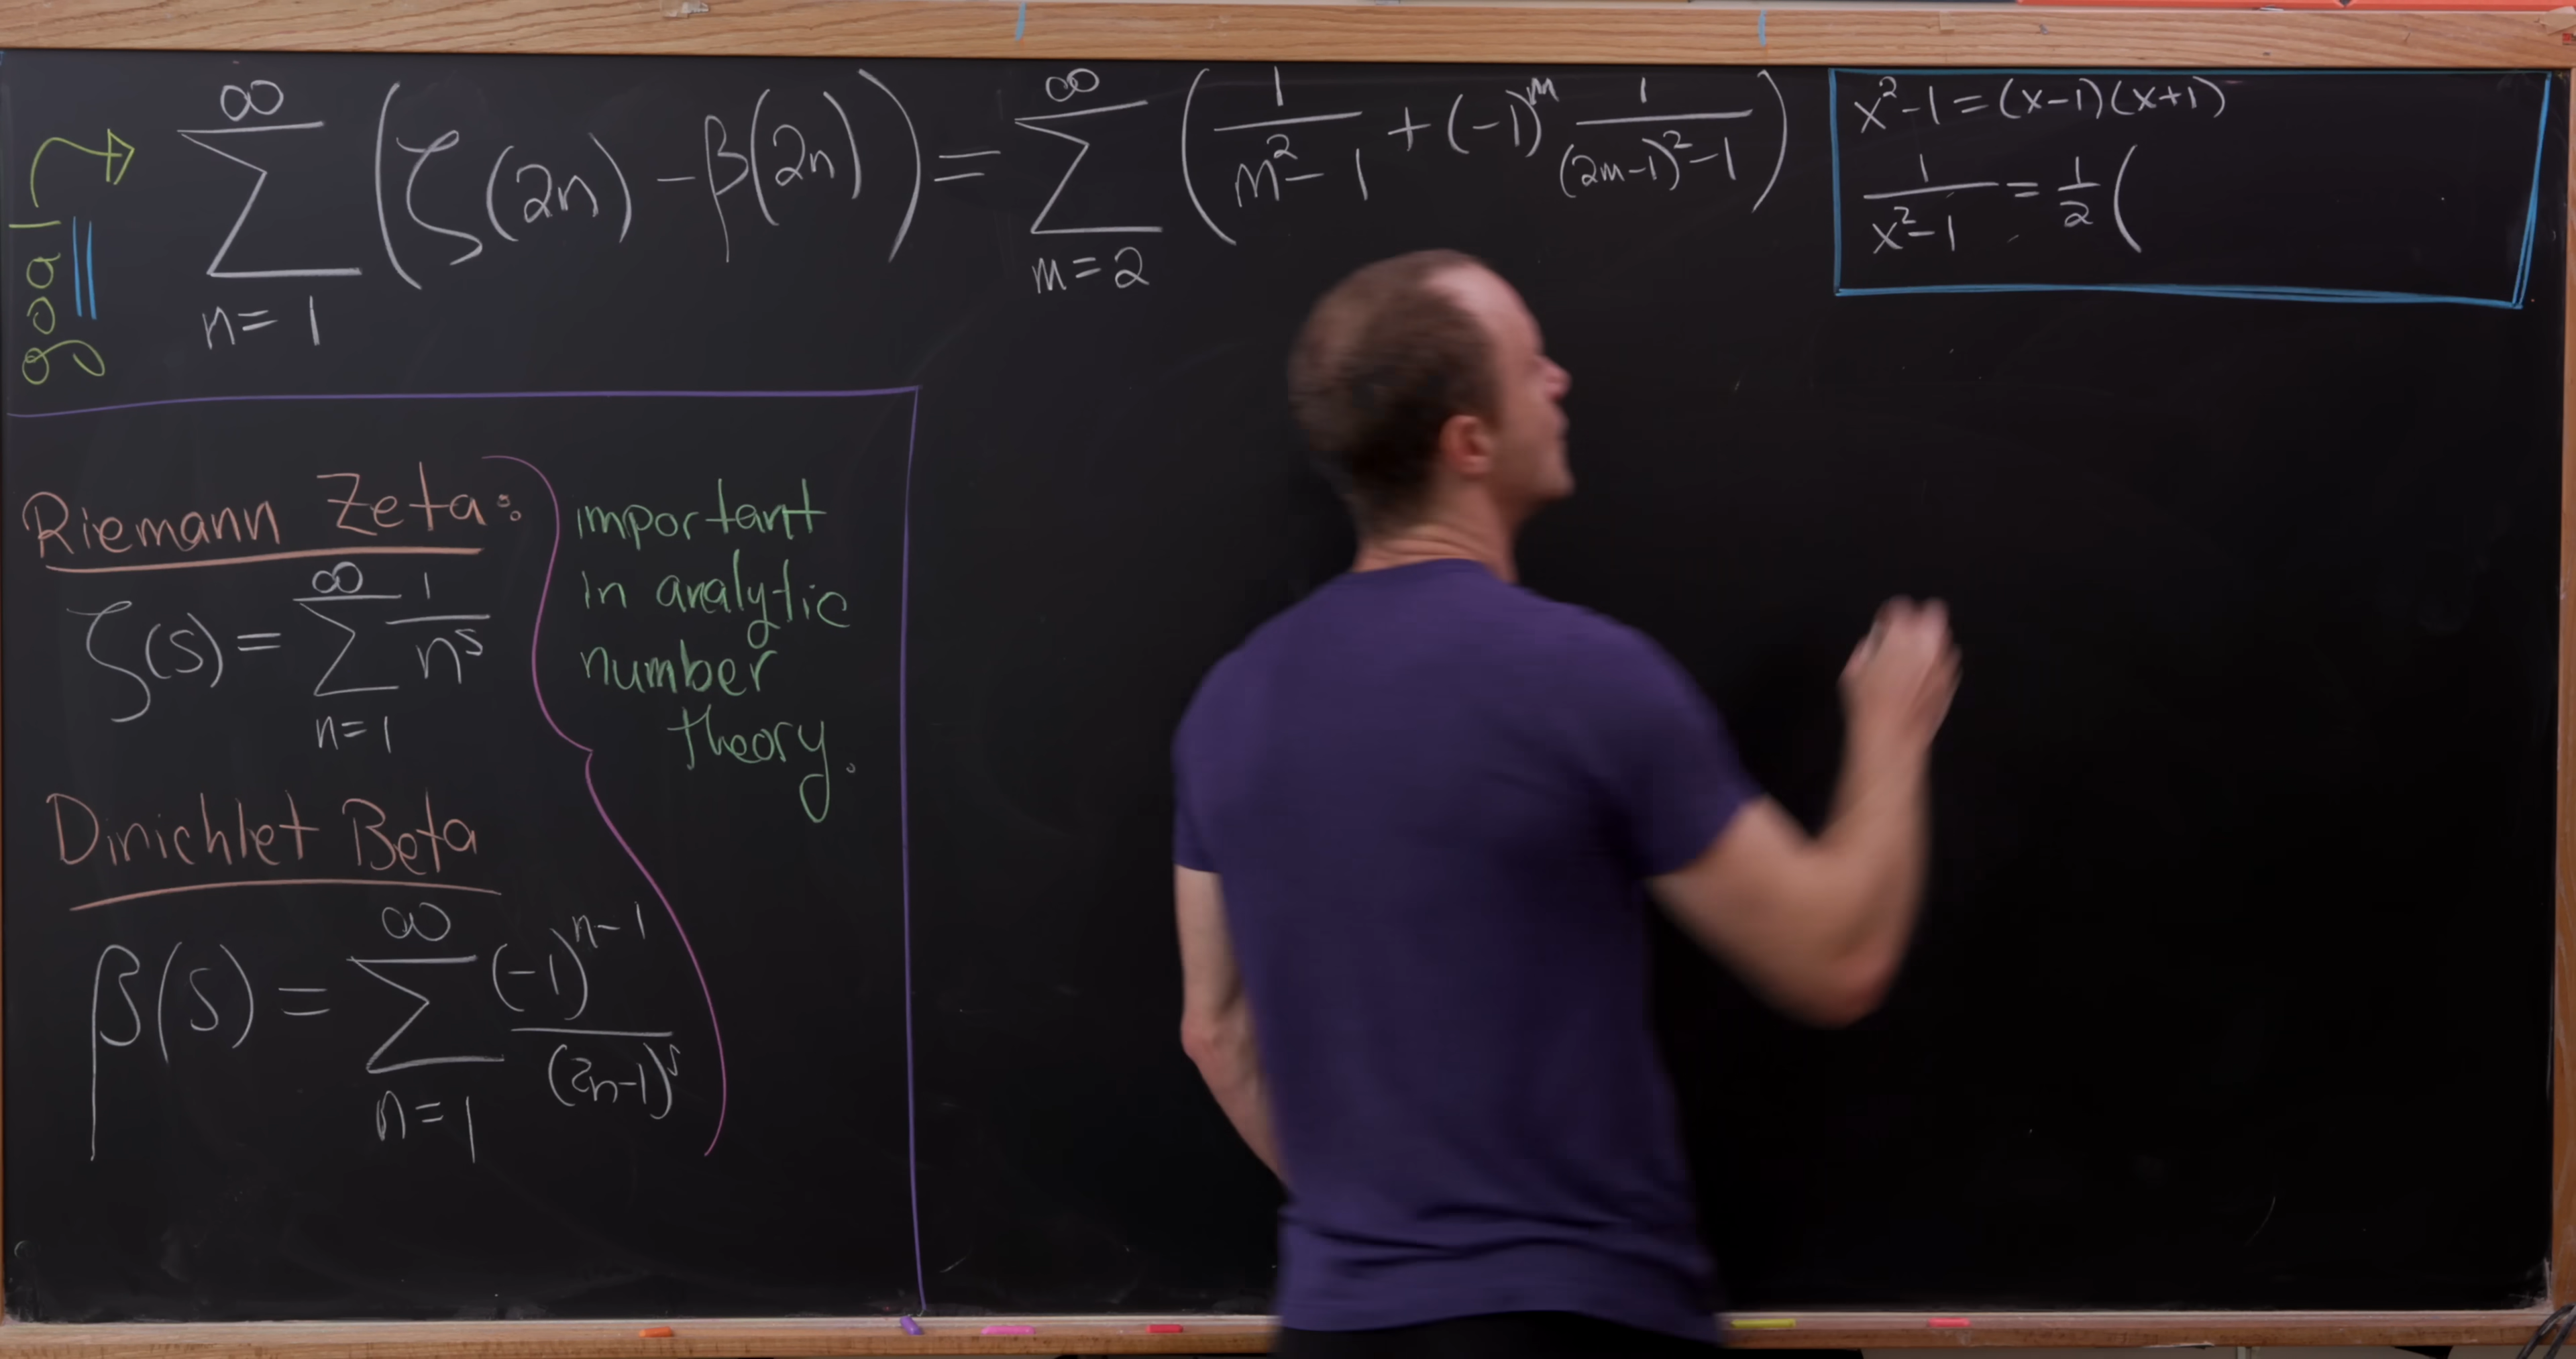 goal
∞ ∞
∑ (ζ(2n) - β(2n)) = ∑ (1/(m²-1) + (-1)^m 1/((2m-1)²-1))
n=1 m=2
x²-1=(x-1)(x+1)
1/(x²-1) = 1/2 (
Riemann Zeta:
ζ(s) = ∑_{n=1}^{∞} 1/n^s
Dirichlet Beta
β(s) = ∑_{n=1}^{∞} (-1)^{n-1}/(2n-1)^s
important
in analytic
number
theory.